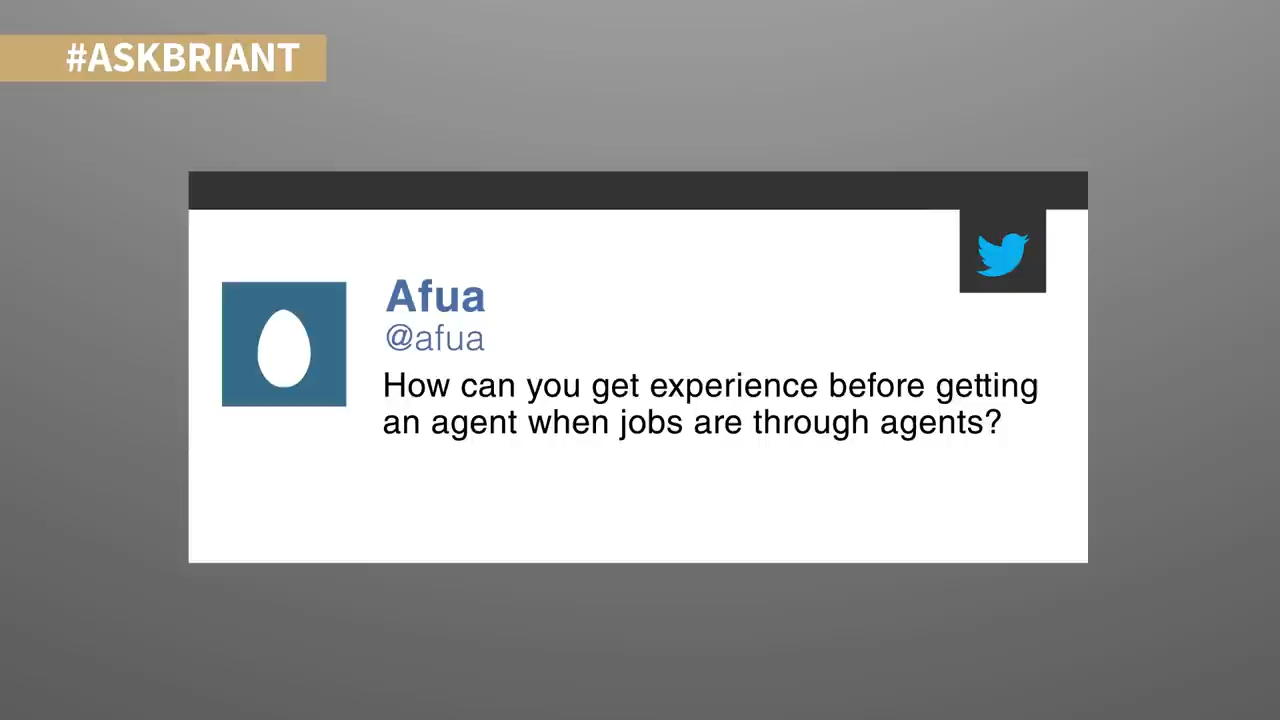 #ASKBRIANT
Afua
@afua
How can you get experience before getting
an agent when jobs are through agents?